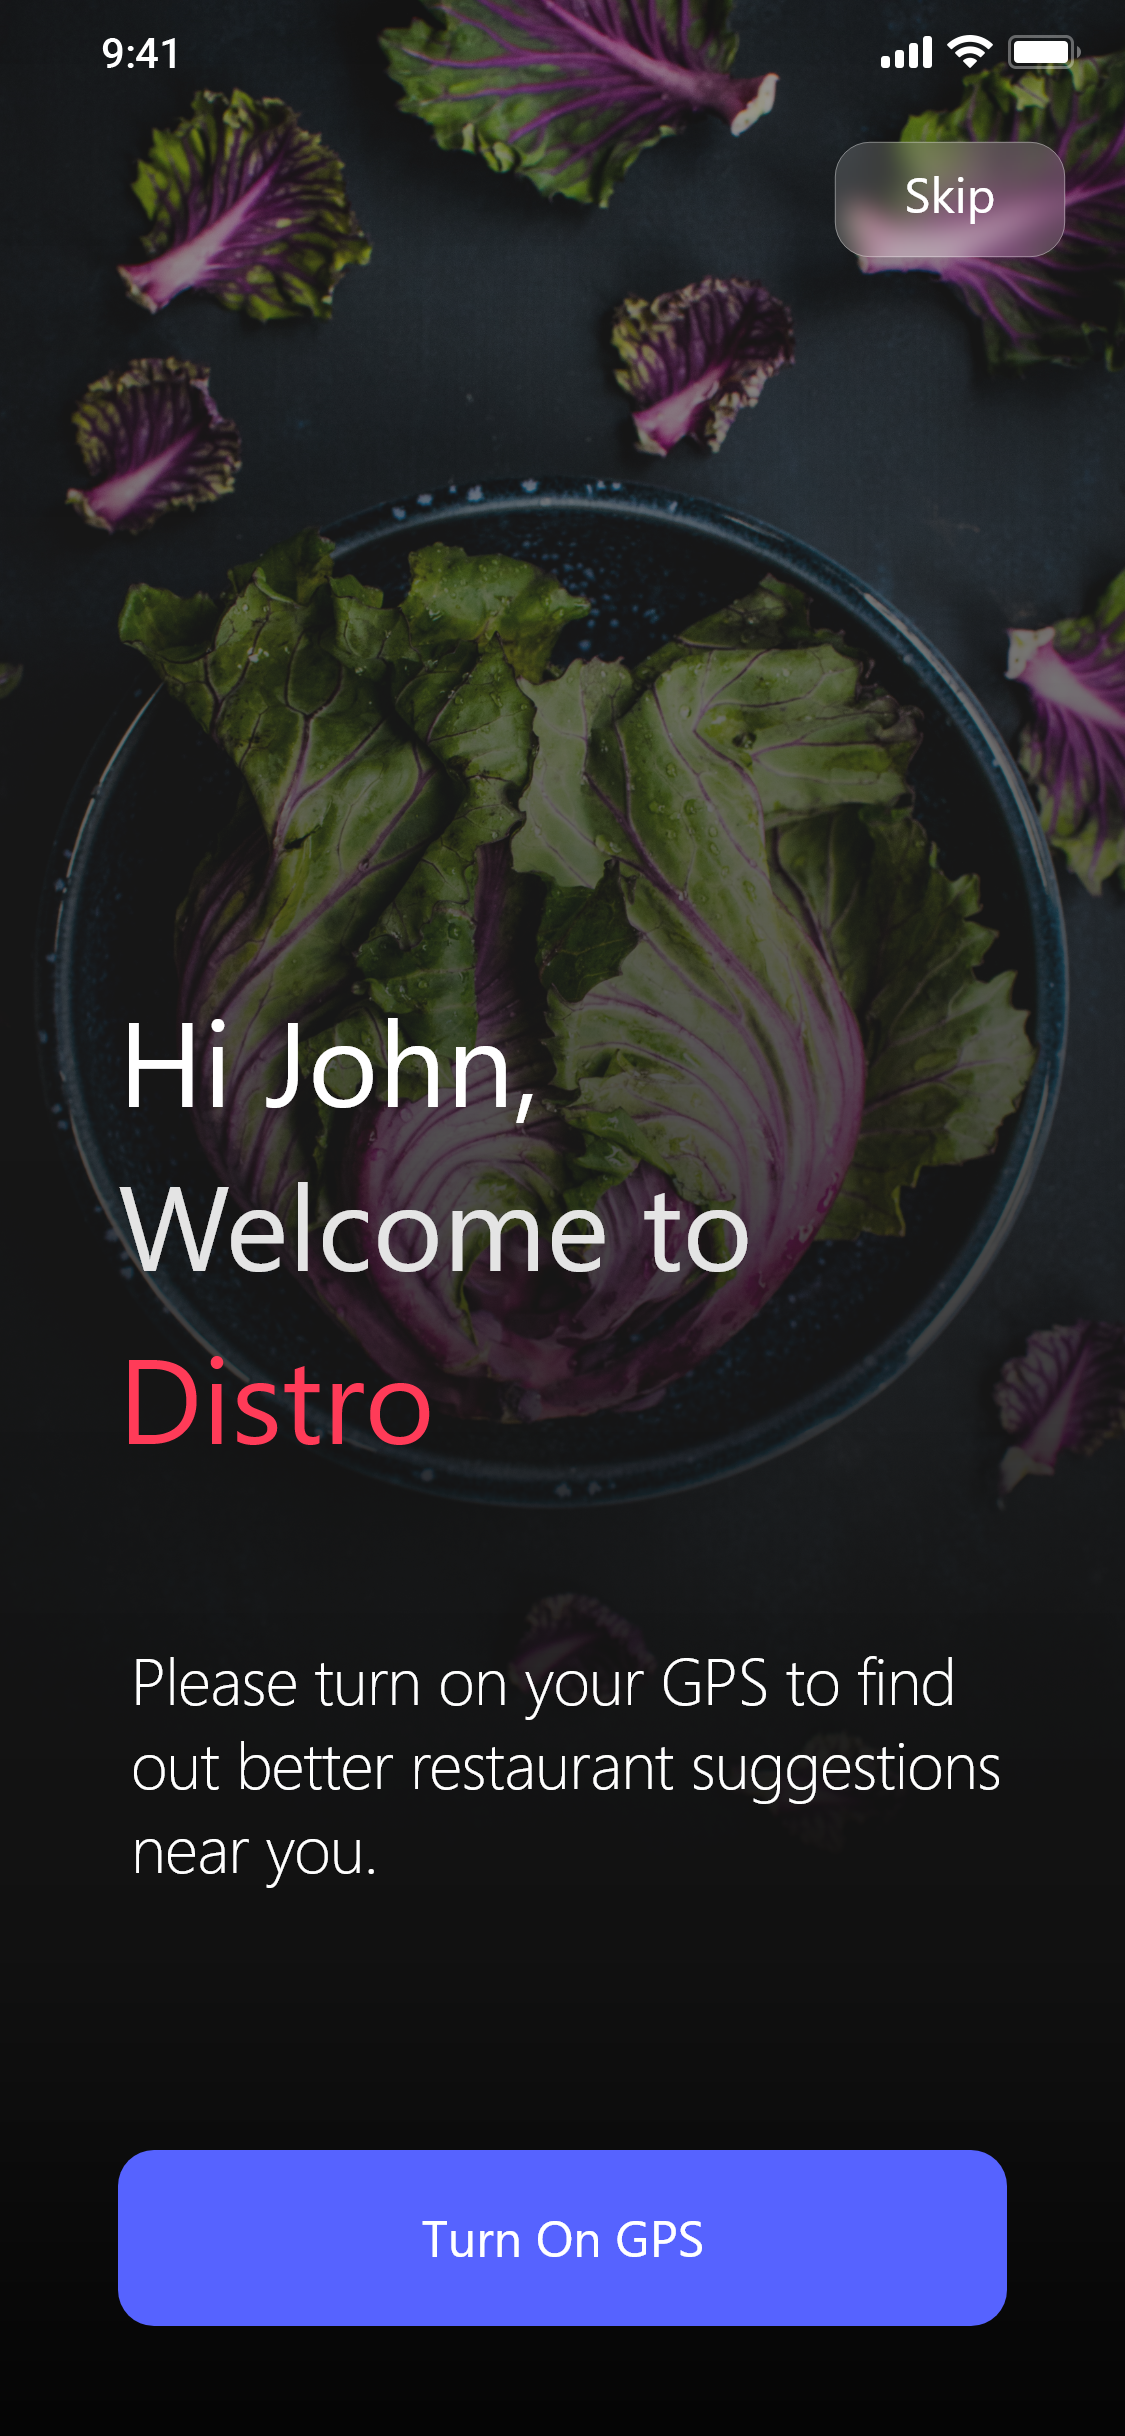 9:41
Skip
Hi John,
Welcome to
Distro
Please turn on your GPS to find
out better restaurant suggestions
near you.
Turn On GPS